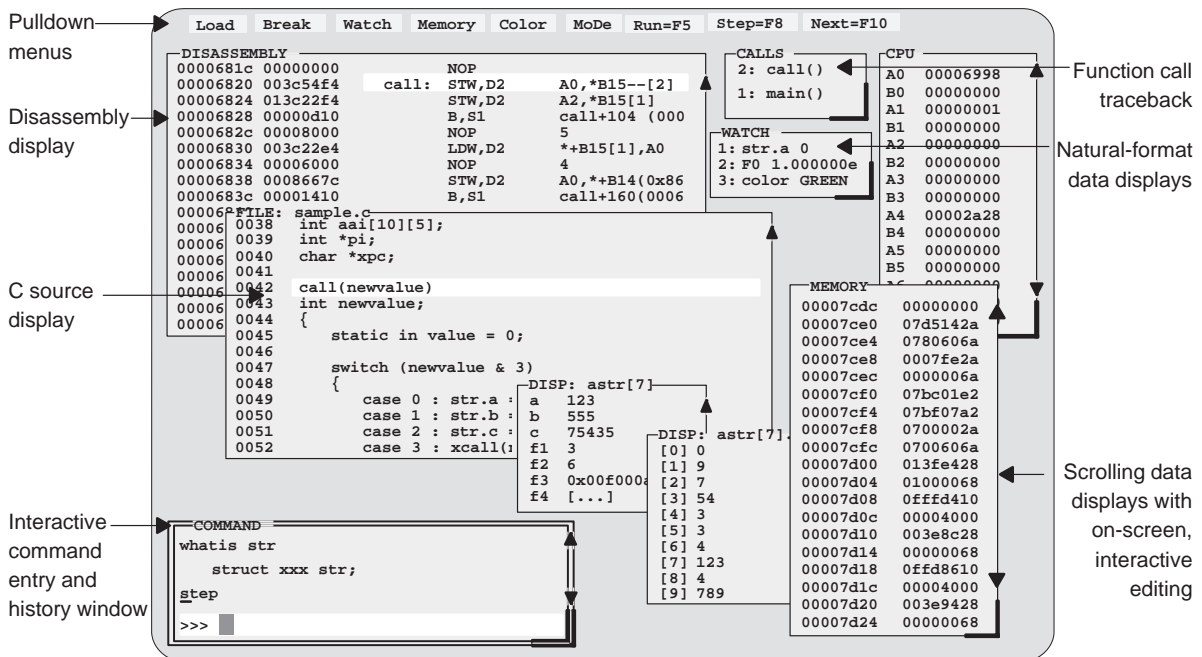 Pulldown
menus
Load Break Watch Memory Color MoDe Run=F5 Step=F8 Next=F10
DISASSEMBLY
0000681c 00000000 NOP
00006820 003c54f4 call: STW,D2 A0,*B15--[2]
00006824 013c22f4 STW,D2 A2,*B15[1]
00006828 00000d10 B,S1 call+104 (000
0000682c 00008000 NOP 5
00006830 003c22e4 LDW,D2 *+B15[1],A0
00006834 00006000 NOP 4
00006838 0008667c STW,D2 A0,*+B14(0x86
0000683c 00001410 B,S1 call+160(0006
00006
00006
00006
00006
00006
00006
00006
Disassembly
display
CALLS
2: call()
1: main()
Function call
traceback
WATCH
1: str.a 0
2: F0 1.000000e
3: color GREEN
Natural-format
data displays
CPU
A0 00006998
B0 00000000
A1 00000001
B1 00000000
A2 00000000
B2 00000000
A3 00000000
B3 00000000
A4 00002a28
B4 00000000
A5 00000000
B5 00000000
FILE: sample.c
0038 int aai[10][5];
0039 int *pi;
0040 char *xpc;
0041
0042 call(newvalue)
0043 int newvalue;
0044 {
0045 static in value = 0;
0046
0047 switch (newvalue & 3)
0048 {
0049 case 0 : str.a =
0050 case 1 : str.b =
0051 case 2 : str.c =
0052 case 3 : xcall(
C source
display
DISP: astr[7]
a 123
b 555
c 75435
f1 3
f2 6
f3 0x00f000
f4 [...]
DISP: astr[7].
[0] 0
[1] 9
[2] 7
[3] 54
[4] 3
[5] 3
[6] 4
[7] 123
[8] 4
[9] 789
MEMORY
00007cdc 00000000
00007ce0 07d5142a
00007ce4 0780606a
00007ce8 0007fe2a
00007cec 0000006a
00007cf0 07bc01e2
00007cf4 07bf07a2
00007cf8 0700002a
00007cfc 0700606a
00007d00 013fe428
00007d04 01000068
00007d08 0fffd410
00007d0c 00004000
00007d10 003e8c28
00007d14 00000068
00007d18 0ffd8610
00007d1c 00004000
00007d20 003e9428
00007d24 00000068
Scrolling data
displays with
on-screen,
interactive
editing
Interactive
command
entry and
history window
COMMAND
whatis str
struct xxx str;
step
>>>